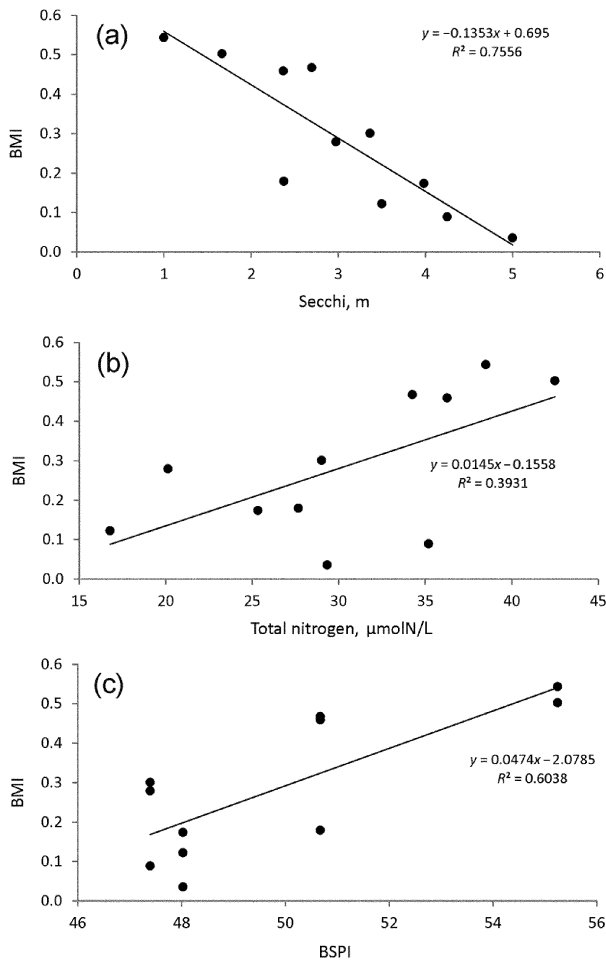 (a)
y = −0.1353x + 0.695
R² = 0.7556
0.6
0.5
0.4
0.3
0.2
0.1
0.0
BMI
0 1 2 3 4 5 6
Secchi, m
(b)
0.6
0.5
0.4
0.3
0.2
0.1
0.0
BMI
y = 0.0145x − 0.1558
R² = 0.3931
15 20 25 30 35 40 45
Total nitrogen, µmolN/L
(c)
0.6
0.5
0.4
0.3
0.2
0.1
0.0
BMI
y = 0.0474x − 2.0785
R² = 0.6038
46 48 50 52 54 56
BSPI